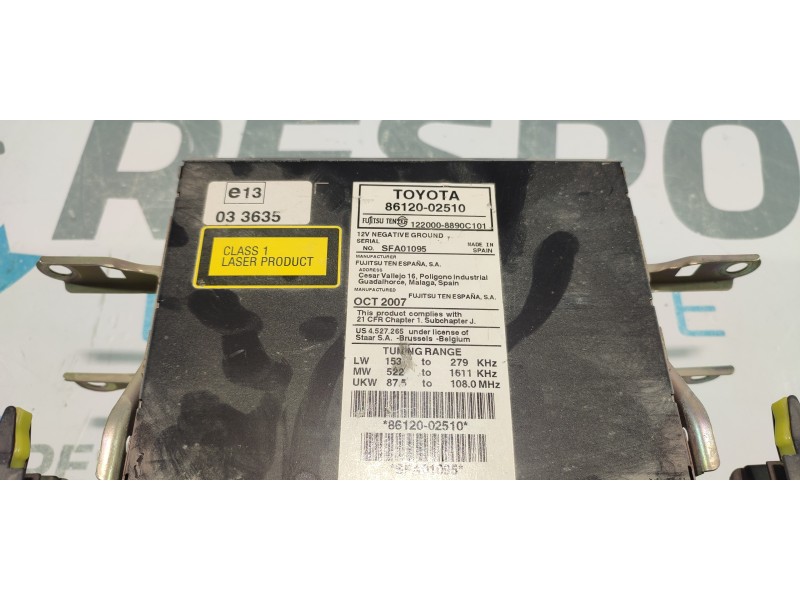 RESPO
e13
03 3635
CLASS 1
LASER PRODUCT
TOYOTA
86120-02510
FUJITSU TEN 122000-8890C101
12V NEGATIVE GROUND
SERIAL
NO. SFA01095
MADE IN
SPAIN
MANUFACTURER
FUJITSU TEN ESPAÑA, S.A.
ADDRESS
Cesar Vallejo 16, Poligono industrial
Guadalhorce, Malaga, Spain
MANUFACTURED
FUJITSU TEN ESPAÑA, S.A.
OCT 2007
This product complies with
21 CFR Chapter 1. Subchapter J.
US 4.527.265 under license of
Staar S.A. -Brussels -Belgium
TUNING RANGE
LW 153 to 279 KHz
MW 522 to 1611 KHz
UKW 87.5 to 108.0 MHz
*86120-02510*
*SFA01095*
DE